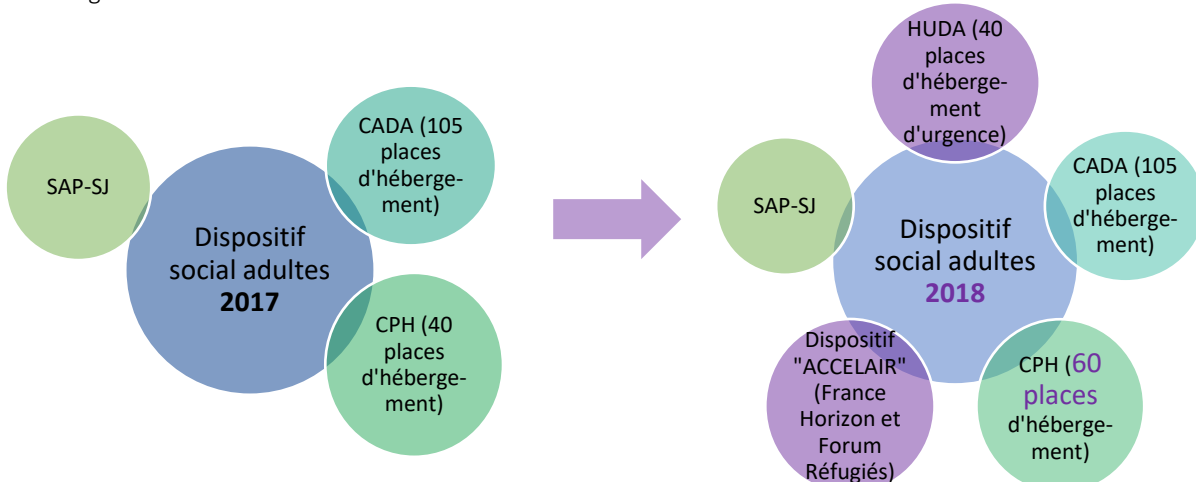 SAP-SJ
CADA (105
places
d'héberge-
ment)
Dispositif
social adultes
2017
CPH (40
places
d'héberge-
ment)
HUDA (40
places
d'héberge-
ment
d'urgence)
SAP-SJ
CADA (105
places
d'héberge-
ment)
Dispositif
social adultes
2018
Dispositif
"ACCELAIR"
(France
Horizon et
Forum
Réfugiés)
CPH (60
places
d'héberge-
ment)